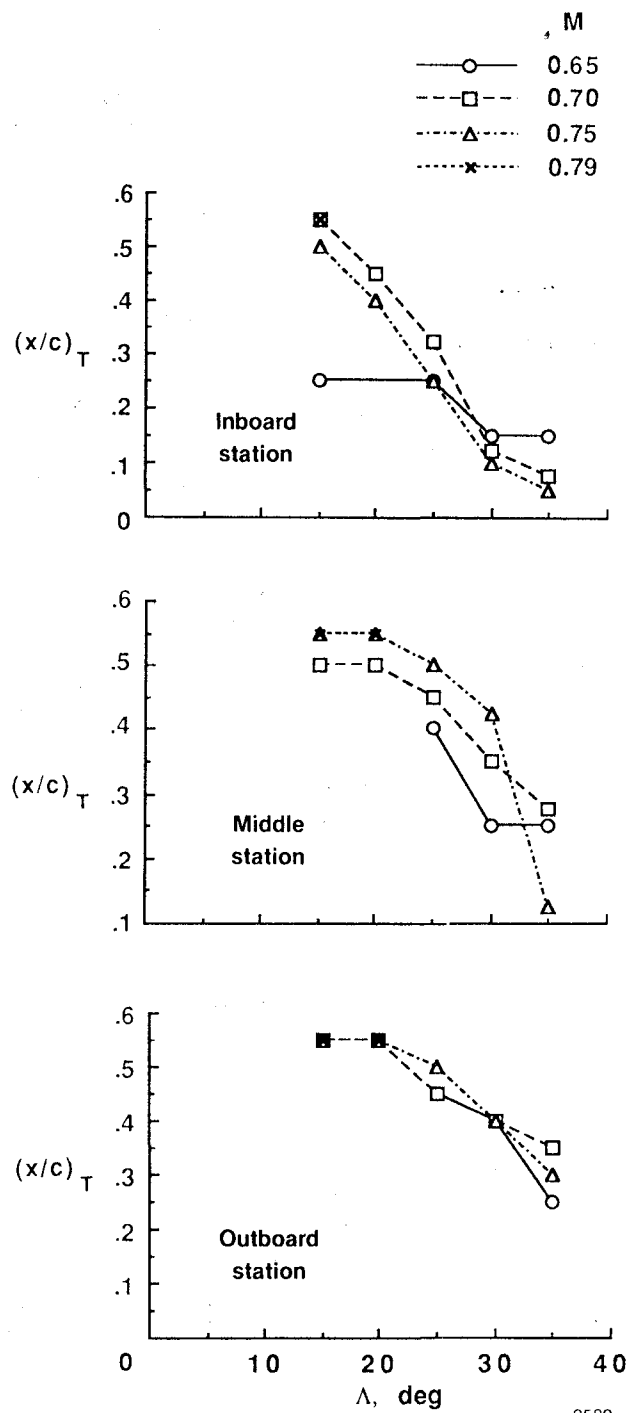 , M
0.65
0.70
0.75
0.79
.6
.5
.4
(x/c)T
.3
.2
Inboard
station
.1
0
.6
.5
.4
(x/c)T
.3
Middle
station
.2
.1
.6
.5
.4
(x/c)T
.3
.2
Outboard
station
.1
0 10 20 30 40
Λ, deg